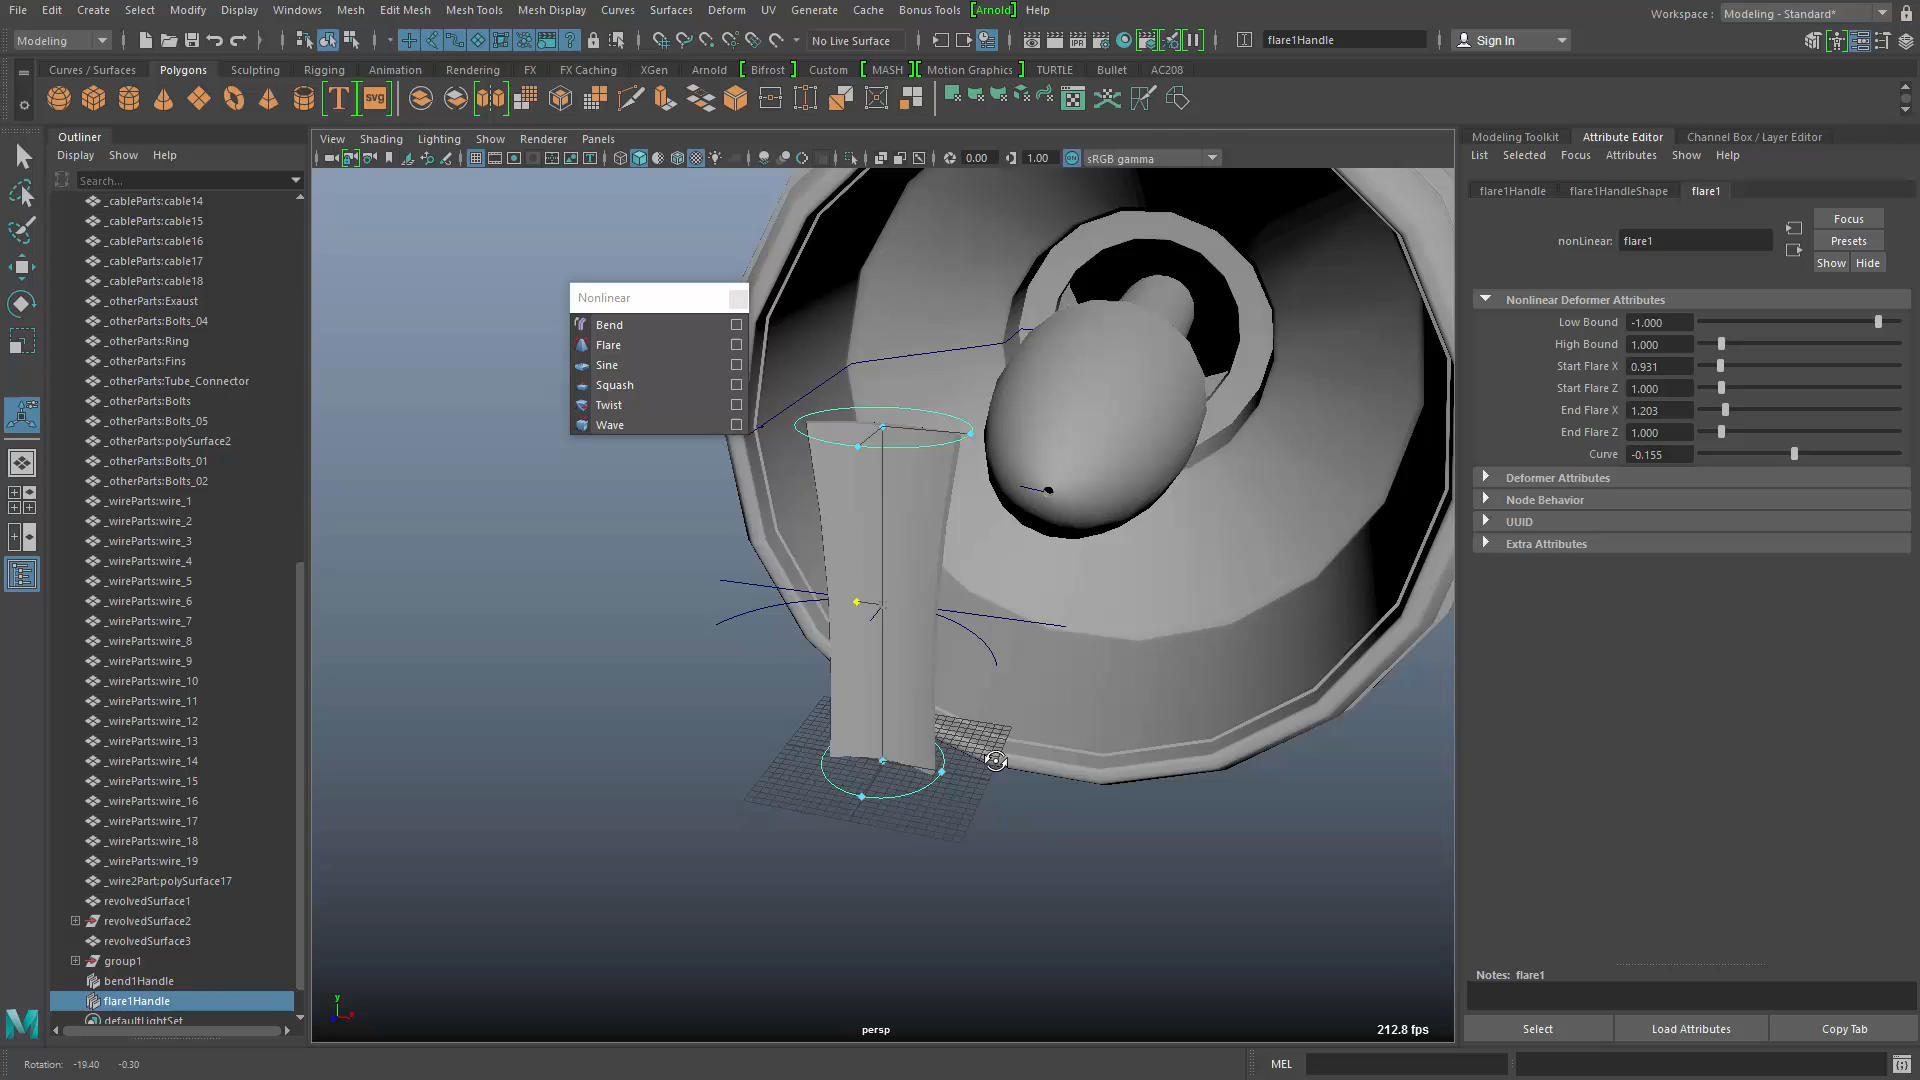 File Edit Create Select Modify Display Windows Mesh Edit Mesh Mesh Tools Mesh Display Curves Surfaces Deform UV Generate Cache Bonus Tools [Arnold] Help
Workspace : Modeling - Standard*
Modeling
No Live Surface
flare1Handle
Sign In
IPR
Curves / Surfaces Polygons Sculpting Rigging Animation Rendering FX FX Caching XGen Arnold [ Bifrost ] Custom [ MASH ] [ Motion Graphics ] TURTLE Bullet AC208
T SVG
Outliner
Display Show Help
Search...
_cableParts:cable14
_cableParts:cable15
_cableParts:cable16
_cableParts:cable17
_cableParts:cable18
_otherParts:Exaust
_otherParts:Bolts_04
_otherParts:Ring
_otherParts:Fins
_otherParts:Tube_Connector
_otherParts:Bolts
_otherParts:Bolts_05
_otherParts:polySurface2
_otherParts:Bolts_01
_otherParts:Bolts_02
_wireParts:wire_1
_wireParts:wire_2
_wireParts:wire_3
_wireParts:wire_4
_wireParts:wire_5
_wireParts:wire_6
_wireParts:wire_7
_wireParts:wire_8
_wireParts:wire_9
_wireParts:wire_10
_wireParts:wire_11
_wireParts:wire_12
_wireParts:wire_13
_wireParts:wire_14
_wireParts:wire_15
_wireParts:wire_16
_wireParts:wire_17
_wireParts:wire_18
_wireParts:wire_19
_wire2Part:polySurface17
revolvedSurface1
revolvedSurface2
revolvedSurface3
group1
bend1Handle
flare1Handle
defaultLightSet
View Shading Lighting Show Renderer Panels
0.00 1.00 sRGB gamma
Nonlinear
Bend
Flare
Sine
Squash
Twist
Wave
y
persp
212.8 fps
Modeling Toolkit Attribute Editor Channel Box / Layer Editor
List Selected Focus Attributes Show Help
flare1Handle flare1HandleShape flare1
nonLinear: flare1
Focus
Presets
Show Hide
Nonlinear Deformer Attributes
Low Bound -1.000
High Bound 1.000
Start Flare X 0.931
Start Flare Z 1.000
End Flare X 1.203
End Flare Z 1.000
Curve -0.155
Deformer Attributes
Node Behavior
UUID
Extra Attributes
Notes: flare1
Select Load Attributes Copy Tab
Rotation: -19.40 -0.30
MEL